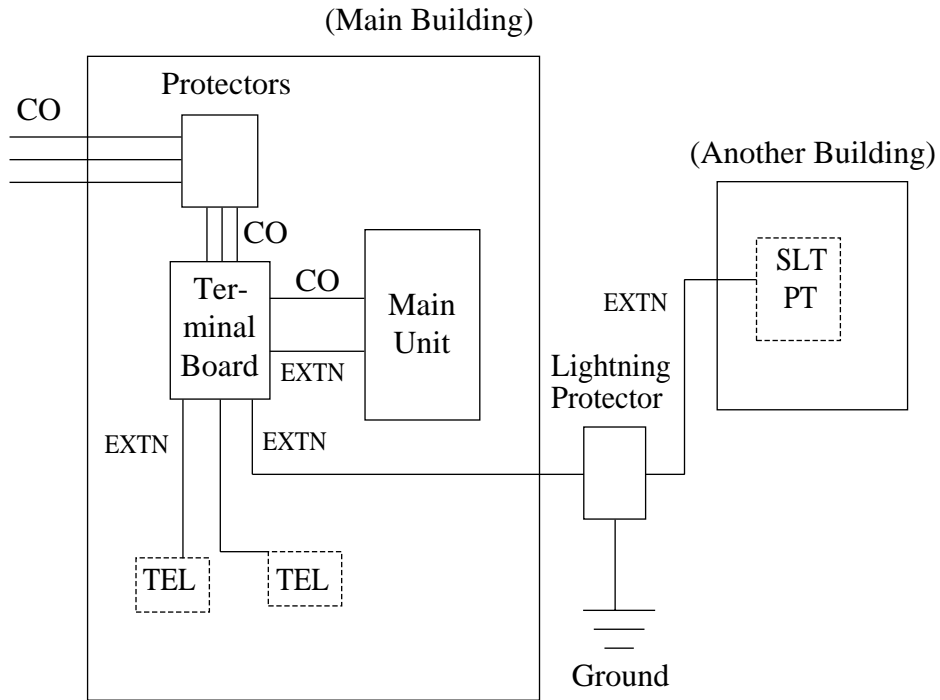 (Main Building)
Protectors
CO
(Another Building)
CO
SLT
PT
CO
Ter-
minal
Board
Main
Unit
EXTN
EXTN
Lightning
Protector
EXTN
EXTN
TEL
TEL
Ground